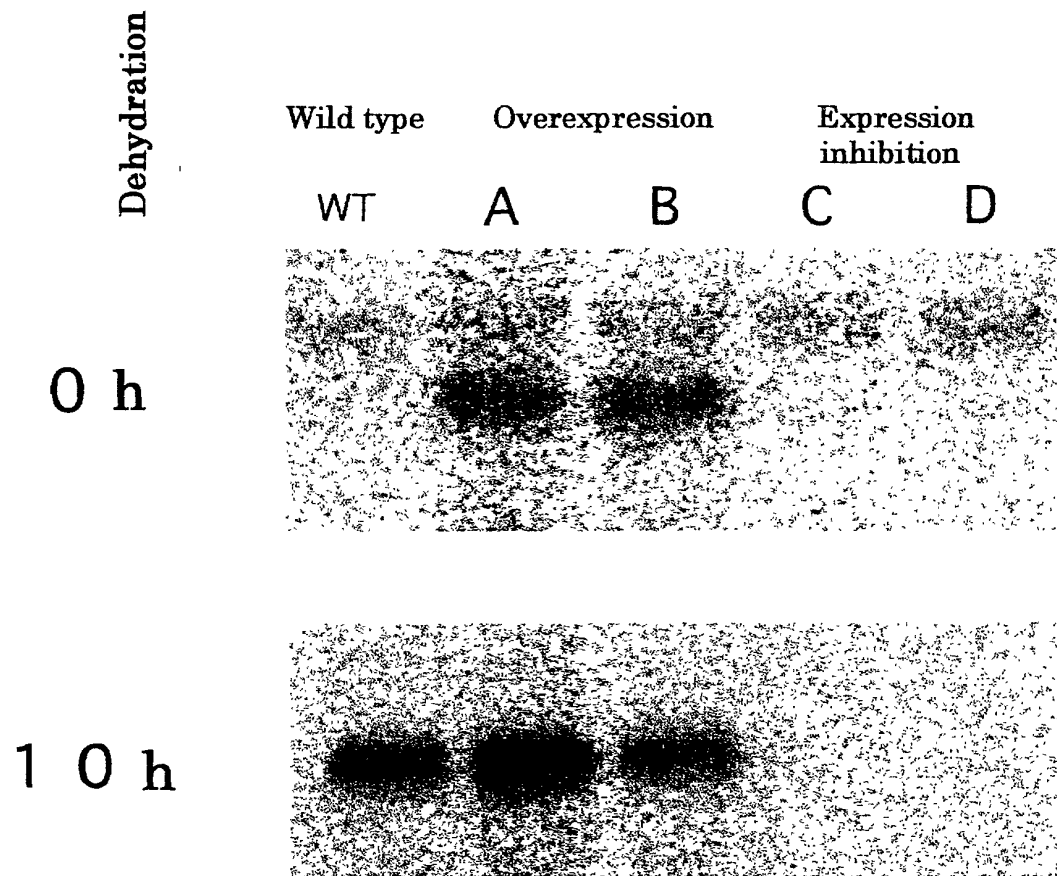 Dehydration
Wild type Overexpression Expression
inhibition
WT A B C D
0 h
1 0 h